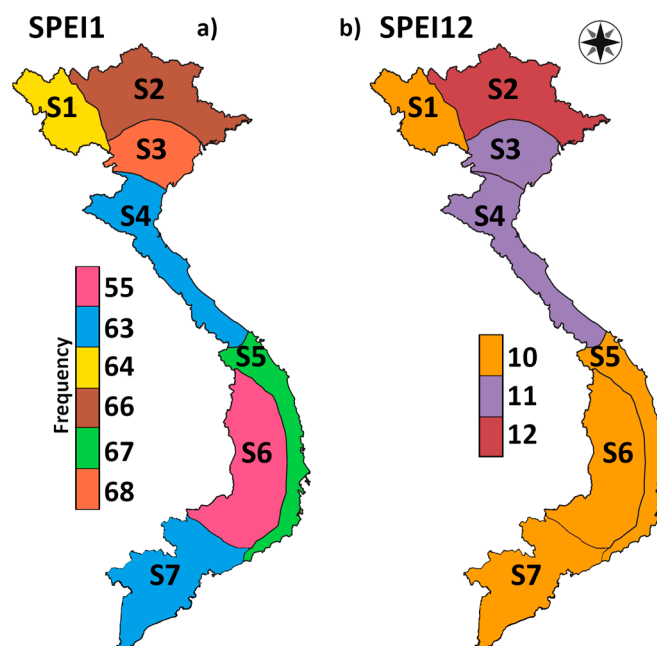 SPEI1 a)
b) SPEI12
S1
S2
S3
S4
S5
S6
S7
Frequency
55
63
64
66
67
68
S1
S2
S3
S4
S5
S6
S7
10
11
12